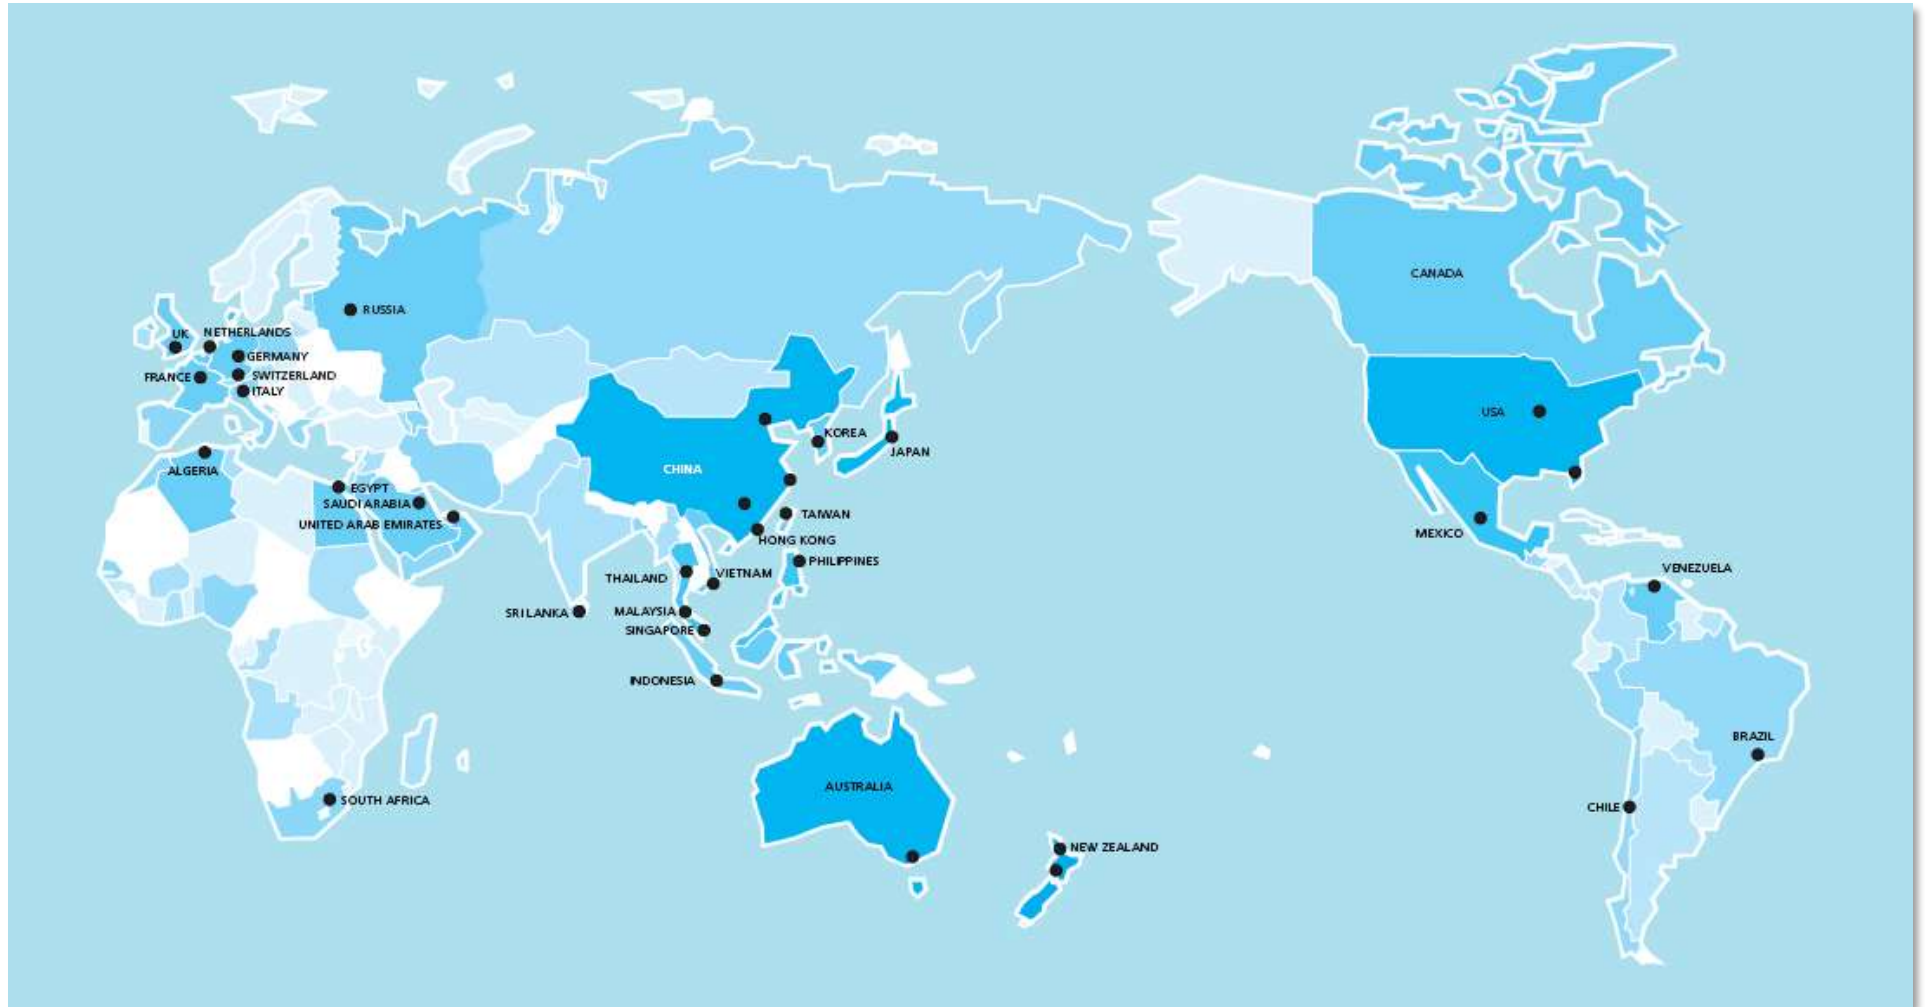 CANADA
RUSSIA
UK
NETHERLANDS
GERMANY
FRANCE
SWITZERLAND
ITALY
USA
KOREA
JAPAN
ALGERIA
CHINA
EGYPT
SAUDI ARABIA
UNITED ARAB EMIRATES
TAIWAN
HONG KONG
MEXICO
PHILIPPINES
VENEZUELA
THAILAND
VIETNAM
SRI LANKA
MALAYSIA
SINGAPORE
INDONESIA
BRAZIL
AUSTRALIA
SOUTH AFRICA
CHILE
NEW ZEALAND